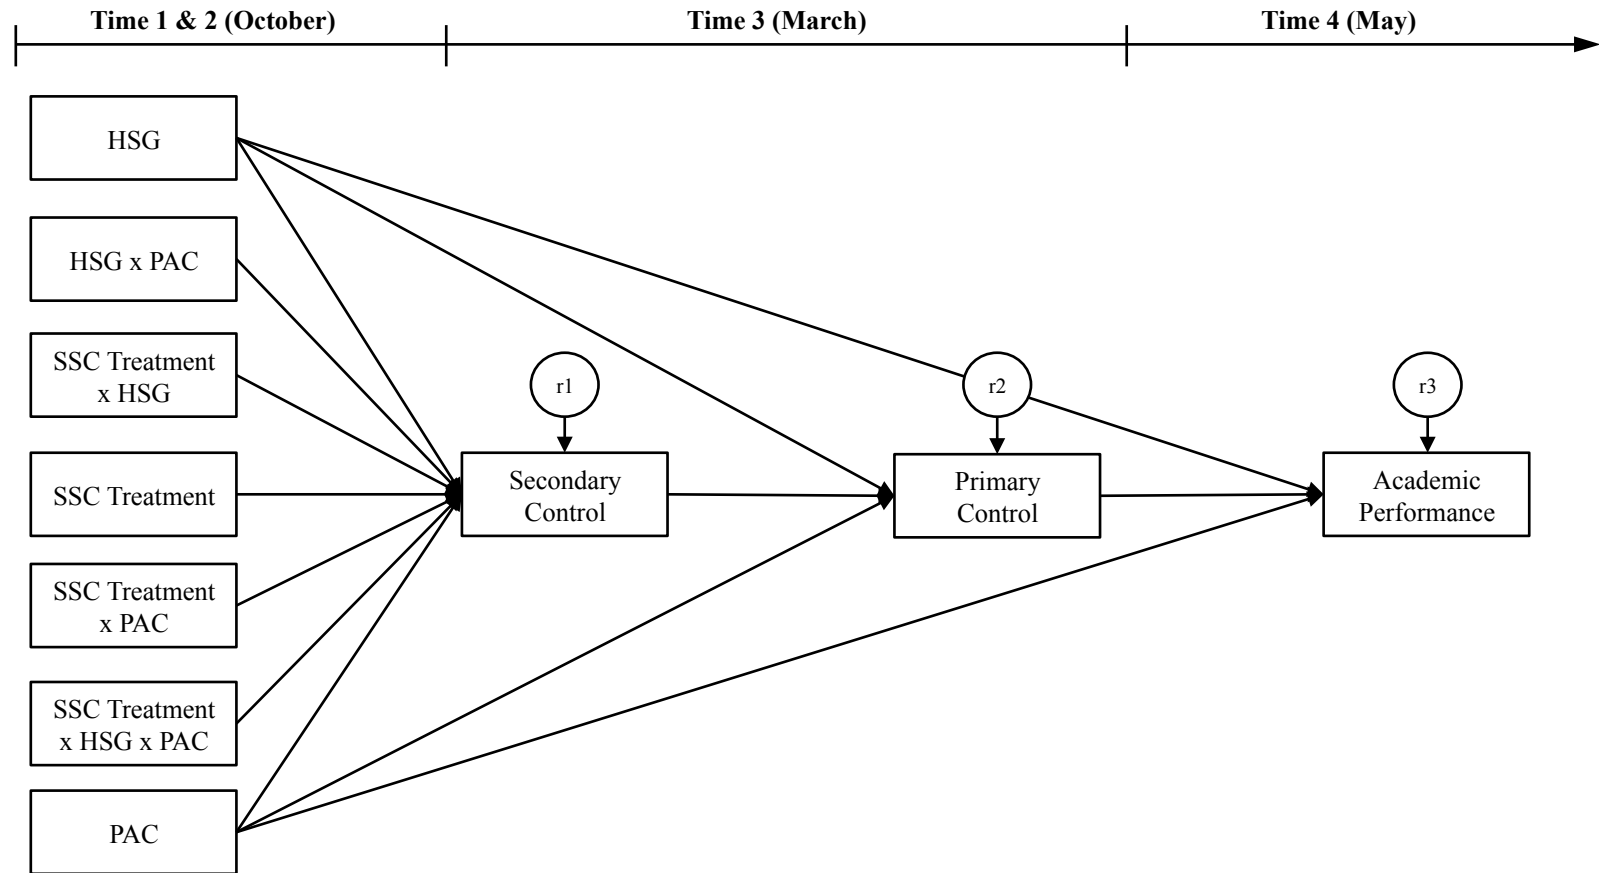 Time 1 & 2 (October)
Time 3 (March)
Time 4 (May)
HSG
HSG x PAC
SSC Treatment
x HSG
r1
r2
r3
SSC Treatment
Secondary
Control
Primary
Control
Academic
Performance
SSC Treatment
x PAC
SSC Treatment
x HSG x PAC
PAC